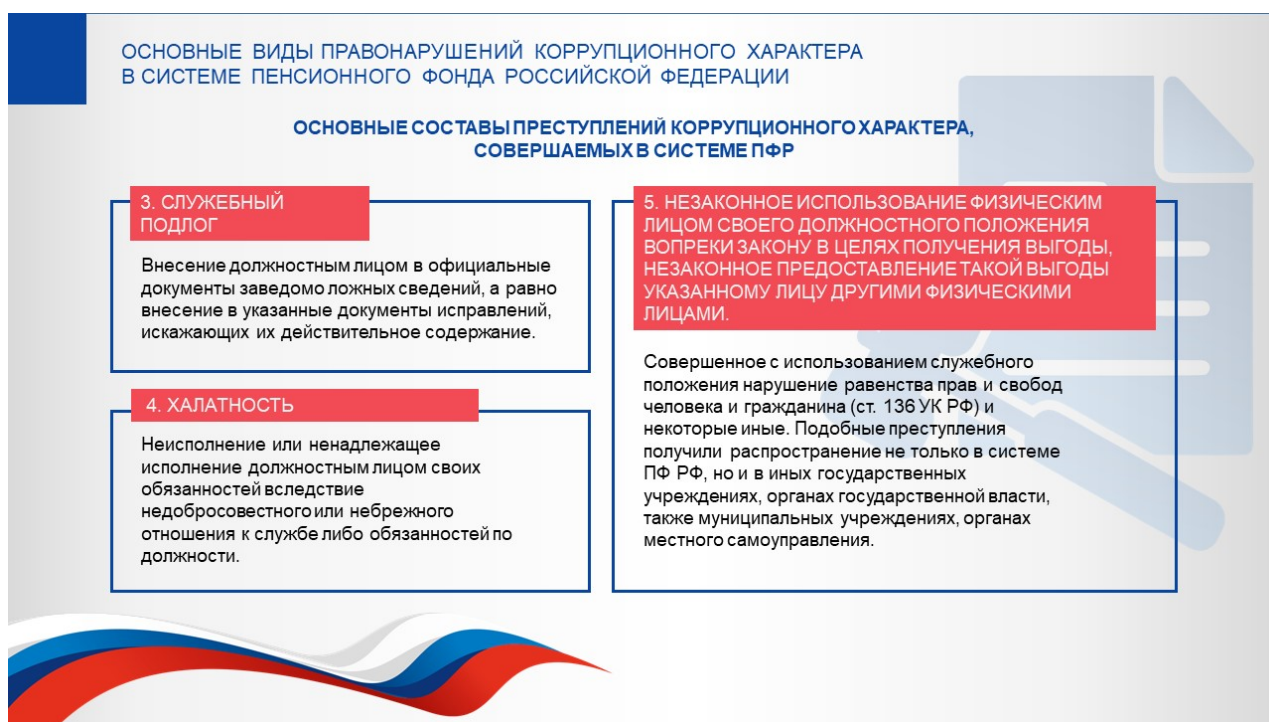 ОСНОВНЫЕ ВИДЫ ПРАВОНАРУШЕНИЙ КОРРУПЦИОННОГО ХАРАКТЕРА
В СИСТЕМЕ ПЕНСИОННОГО ФОНДА РОССИЙСКОЙ ФЕДЕРАЦИИ
ОСНОВНЫЕ СОСТАВЫ ПРЕСТУПЛЕНИЙ КОРРУПЦИОННОГО ХАРАКТЕРА,
СОВЕРШАЕМЫХ В СИСТЕМЕ ПФР
3. СЛУЖЕБНЫЙ
ПОДЛОГ
Внесение должностным лицом в официальные
документы заведомо ложных сведений, а равно
внесение в указанные документы исправлений,
искажающих их действительное содержание.
4. ХАЛАТНОСТЬ
Неисполнение или ненадлежащее
исполнение должностным лицом своих
обязанностей вследствие
недобросовестного или небрежного
отношения к службе либо обязанностей по
должности.
5. НЕЗАКОННОЕ ИСПОЛЬЗОВАНИЕ ФИЗИЧЕСКИМ
ЛИЦОМ СВОЕГО ДОЛЖНОСТНОГО ПОЛОЖЕНИЯ
ВОПРЕКИ ЗАКОНУ В ЦЕЛЯХ ПОЛУЧЕНИЯ ВЫГОДЫ,
НЕЗАКОННОЕ ПРЕДОСТАВЛЕНИЕ ТАКОЙ ВЫГОДЫ
УКАЗАННОМУ ЛИЦУ ДРУГИМИ ФИЗИЧЕСКИМИ
ЛИЦАМИ.
Совершенное с использованием служебного
положения нарушение равенства прав и свобод
человека и гражданина (ст. 136 УК РФ) и
некоторые иные. Подобные преступления
получили распространение не только в системе
ПФ РФ, но и в иных государственных
учреждениях, органах государственной власти,
также муниципальных учреждениях, органах
местного самоуправления.